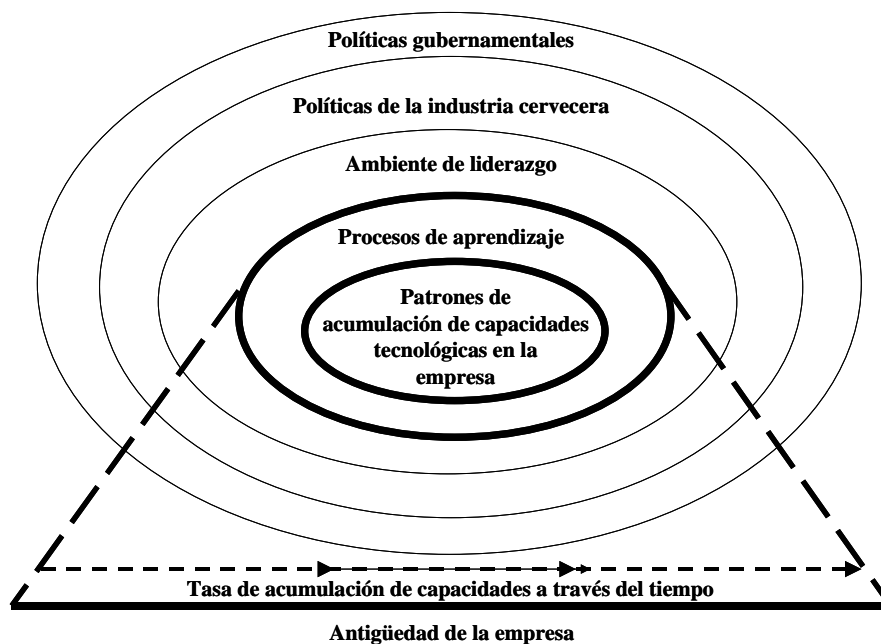 Políticas gubernamentales
Políticas de la industria cervecera
Ambiente de liderazgo
Procesos de aprendizaje
Patrones de
acumulación de capacidades
tecnológicas en la
empresa
Tasa de acumulación de capacidades a través del tiempo
Antigüedad de la empresa